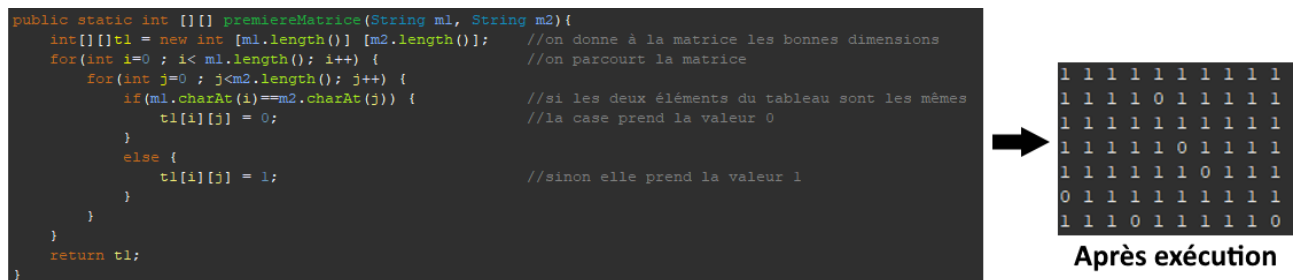 public static int [][] premiereMatrice(String m1, String m2){
    int[][]t1 = new int [m1.length()] [m2.length()];    //on donne à la matrice les bonnes dimensions
    for(int i=0 ; i< m1.length(); i++) {    //on parcourt la matrice
        for(int j=0 ; j<m2.length(); j++) {
            if(m1.charAt(i)==m2.charAt(j)) {    //si les deux éléments du tableau sont les mêmes
                t1[i][j] = 0;    //la case prend la valeur 0
            }
            else {
                t1[i][j] = 1;    //sinon elle prend la valeur 1
            }
        }
    }
    return t1;
}
1 1 1 1 1 1 1 1 1 1
1 1 1 1 0 1 1 1 1 1
1 1 1 1 1 1 1 1 1 1
1 1 1 1 1 0 1 1 1 1
1 1 1 1 1 1 0 1 1 1
0 1 1 1 1 1 1 1 1 1
1 1 1 0 1 1 1 1 1 0
Après exécution